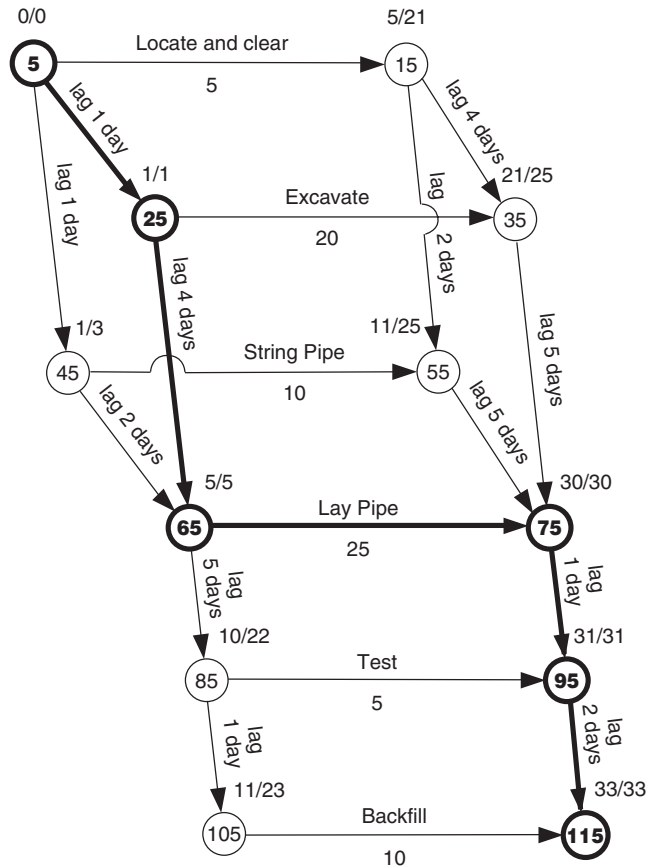 0/0
5/21
Locate and clear
5
15
5
lag 1 day
lag 4 days
lag 1 day
1/1
lag
2 days
21/25
25
Excavate
35
20
lag 4 days
lag 5 days
1/3
11/25
45
String Pipe
55
10
lag 2 days
lag 5 days
5/5
30/30
65
Lay Pipe
75
25
lag
5 days
lag
1 day
10/22
31/31
85
Test
95
5
lag
1 day
lag
2 days
11/23
33/33
105
Backfill
115
10